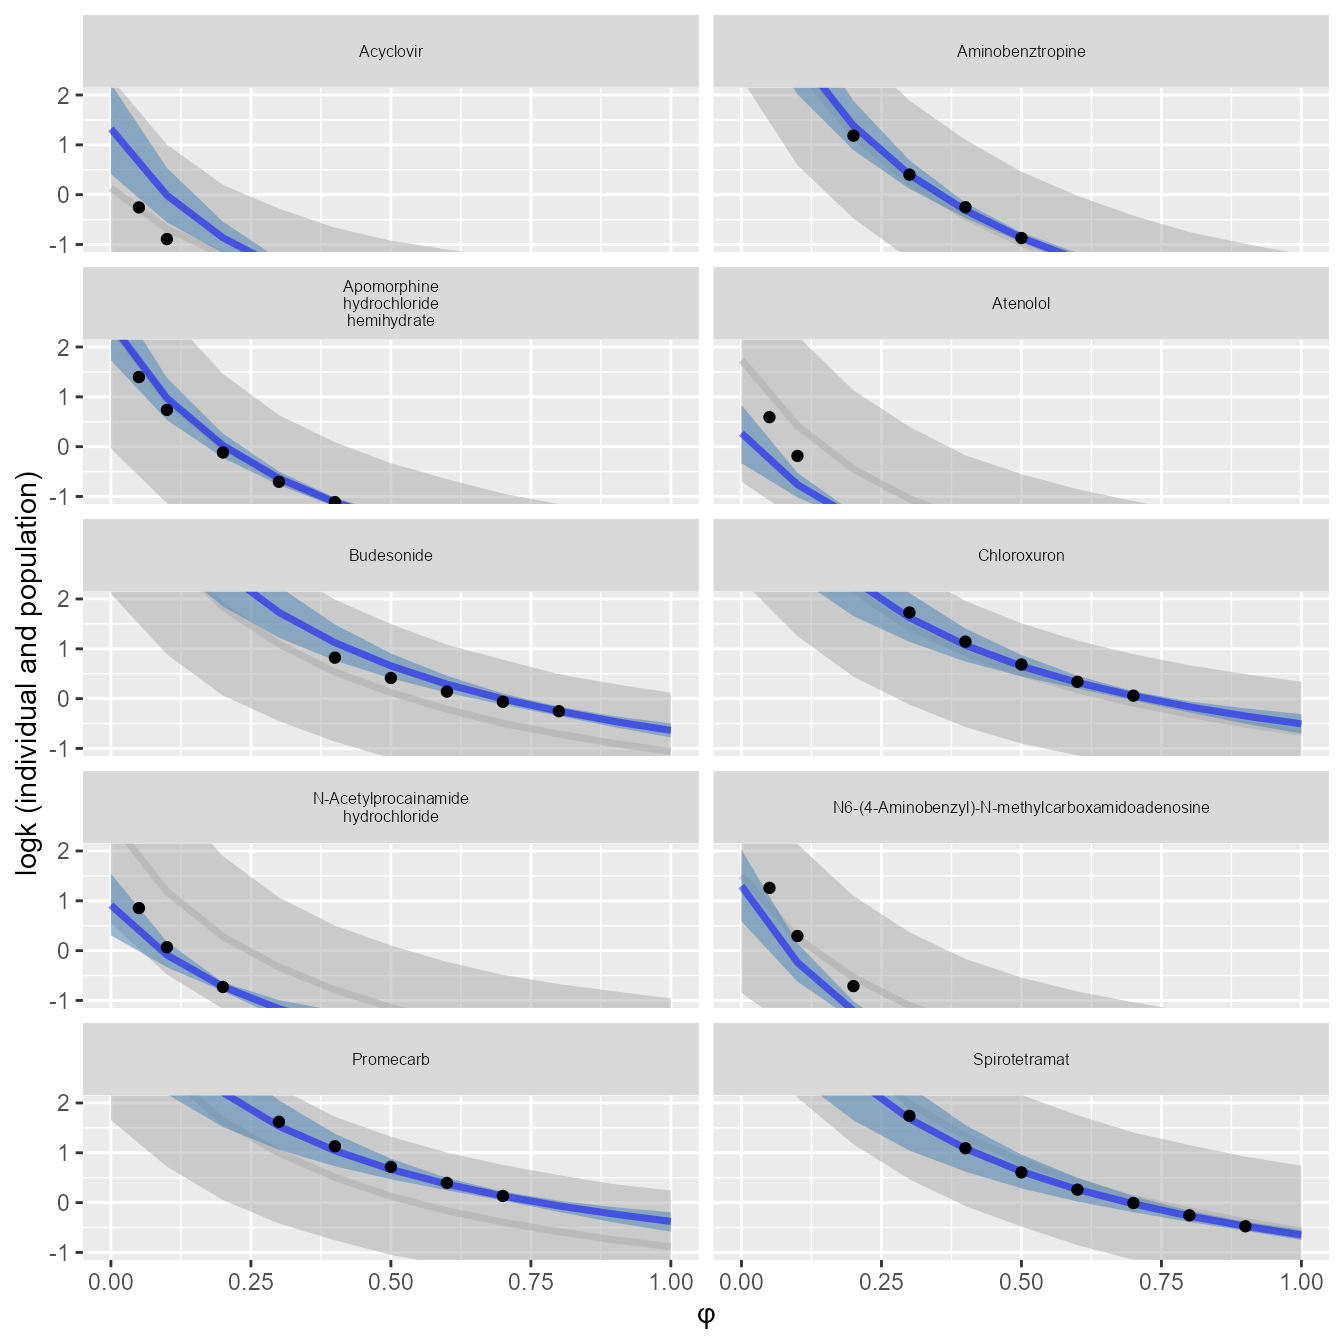 Acyclovir
Aminobenztropine
2
1
0
-1
Apomorphine
hydrochloride
hemihydrate
Atenolol
2
1
0
-1
Budesonide
Chloroxuron
2
1
0
-1
N-Acetylprocainamide
hydrochloride
N6-(4-Aminobenzyl)-N-methylcarboxamidoadenosine
2
1
0
-1
Promecarb
Spirotetramat
2
1
0
-1
0.00 0.25 0.50 0.75 1.00
0.00 0.25 0.50 0.75 1.00
φ
logk (individual and population)